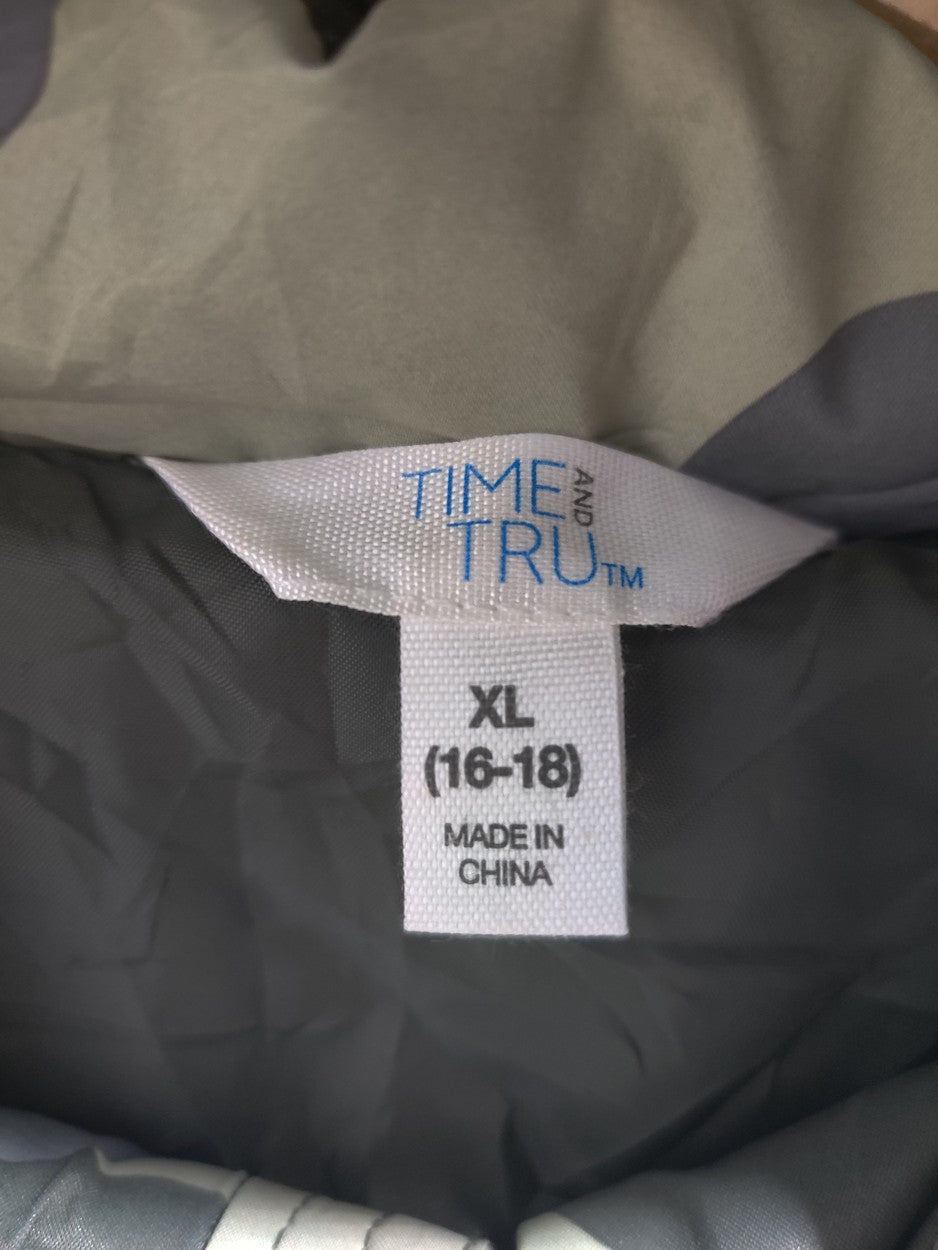 TIME AND
TRU™
XL
(16-18)
MADE IN
CHINA